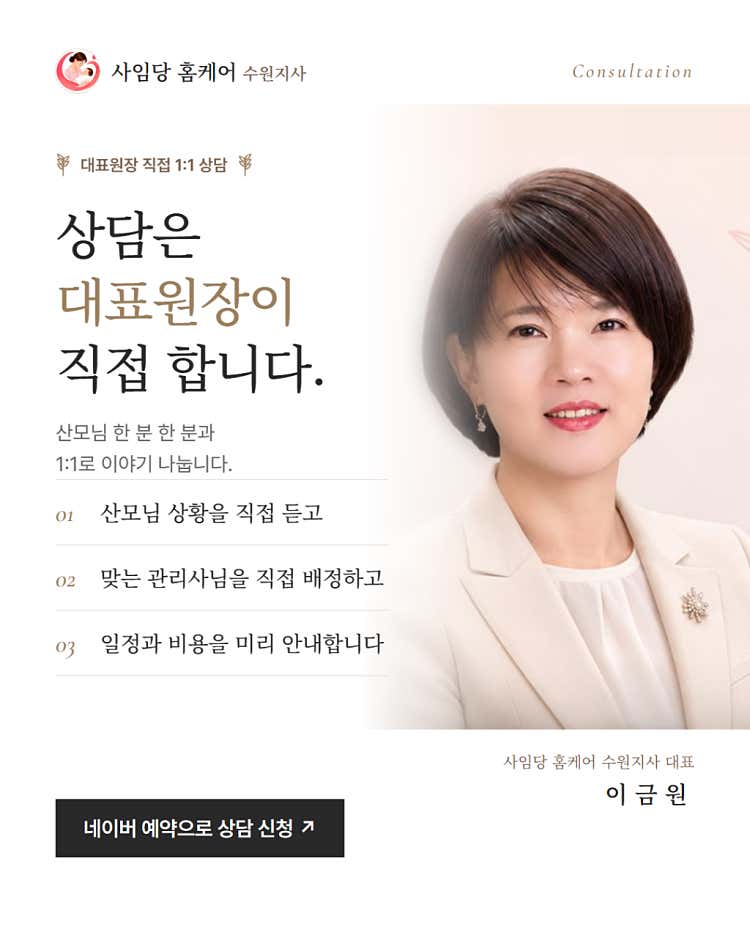 사임당 홈케어 수원지사
Consultation
대표원장 직접 1:1 상담
상담은
대표원장이
직접 합니다.
산모님 한 분 한 분과
1:1로 이야기 나눕니다.
01 산모님 상황을 직접 듣고
02 맞는 관리사님을 직접 배정하고
03 일정과 비용을 미리 안내합니다
사임당 홈케어 수원지사 대표
이금원
네이버 예약으로 상담 신청 ↗